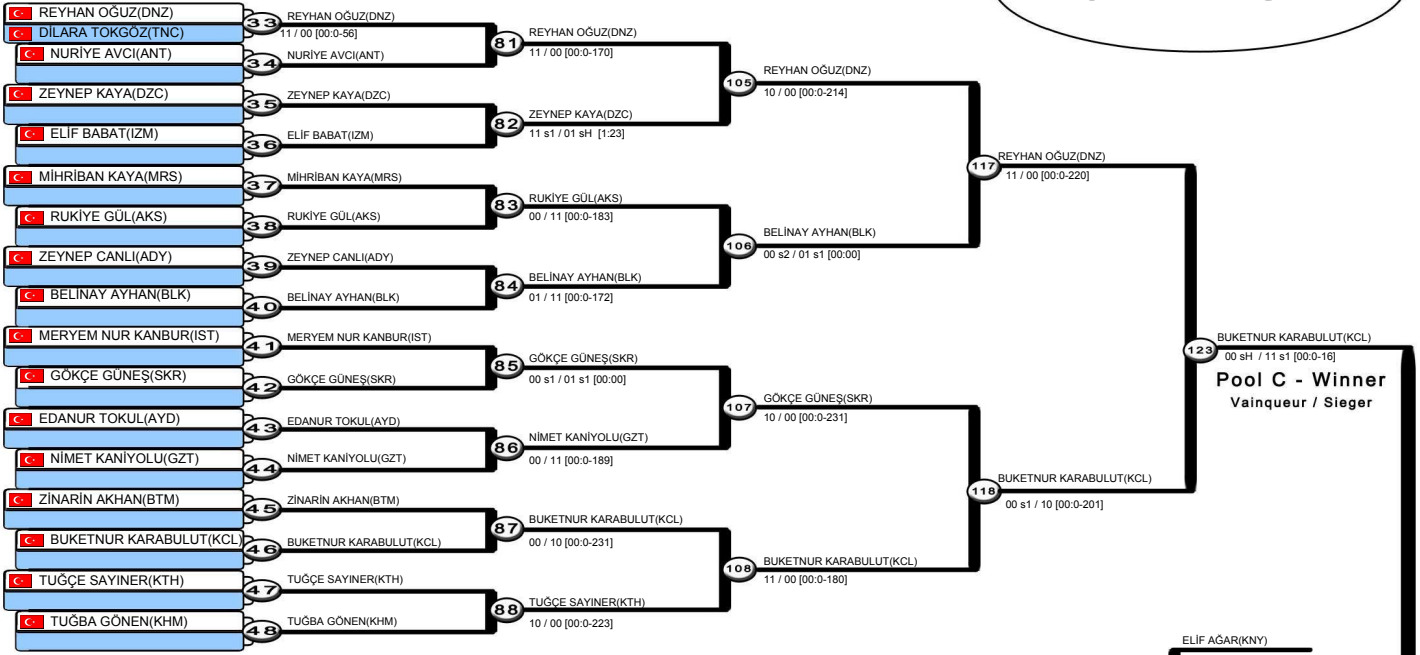 REYHAN OĞUZ(DNZ)
DİLARA TOKGÖZ(TNC)
NURİYE AVCI(ANT)
ZEYNEP KAYA(DZC)
ELİF BABAT(IZM)
MİHRİBAN KAYA(MRS)
RUKİYE GÜL(AKS)
ZEYNEP CANLI(ADY)
BELİNAY AYHAN(BLK)
MERYEM NUR KANBUR(IST)
GÖKÇE GÜNEŞ(SKR)
EDANUR TOKUL(AYD)
NİMET KANİYOLU(GZT)
ZİNARİN AKHAN(BTM)
BUKETNUR KARABULUT(KCL)
TUĞÇE SAYINER(KTH)
TUĞBA GÖNEN(KHM)
33 REYHAN OĞUZ(DNZ)
11 / 00 [00:0-56]
34 NURİYE AVCI(ANT)
35 ZEYNEP KAYA(DZC)
36 ELİF BABAT(IZM)
37 MİHRİBAN KAYA(MRS)
38 RUKİYE GÜL(AKS)
39 ZEYNEP CANLI(ADY)
40 BELİNAY AYHAN(BLK)
41 MERYEM NUR KANBUR(IST)
42 GÖKÇE GÜNEŞ(SKR)
43 EDANUR TOKUL(AYD)
44 NİMET KANİYOLU(GZT)
45 ZİNARİN AKHAN(BTM)
46 BUKETNUR KARABULUT(KCL)
47 TUĞÇE SAYINER(KTH)
48 TUĞBA GÖNEN(KHM)
81 REYHAN OĞUZ(DNZ)
11 / 00 [00:0-170]
82 ZEYNEP KAYA(DZC)
11 s1 / 01 sH [1:23]
83 RUKİYE GÜL(AKS)
00 / 11 [00:0-183]
84 BELİNAY AYHAN(BLK)
01 / 11 [00:0-172]
85 GÖKÇE GÜNEŞ(SKR)
00 s1 / 01 s1 [00:00]
86 NİMET KANİYOLU(GZT)
00 / 11 [00:0-189]
87 BUKETNUR KARABULUT(KCL)
00 / 10 [00:0-231]
88 TUĞÇE SAYINER(KTH)
10 / 00 [00:0-223]
105 REYHAN OĞUZ(DNZ)
10 / 00 [00:0-214]
106 BELİNAY AYHAN(BLK)
00 s2 / 01 s1 [00:00]
107 GÖKÇE GÜNEŞ(SKR)
10 / 00 [00:0-231]
108 BUKETNUR KARABULUT(KCL)
11 / 00 [00:0-180]
117 REYHAN OĞUZ(DNZ)
11 / 00 [00:0-220]
118 BUKETNUR KARABULUT(KCL)
00 s1 / 10 [00:0-201]
123 BUKETNUR KARABULUT(KCL)
00 sH / 11 s1 [00:0-16]
Pool C - Winner
Vainqueur / Sieger
ELİF AĞAR(KNY)